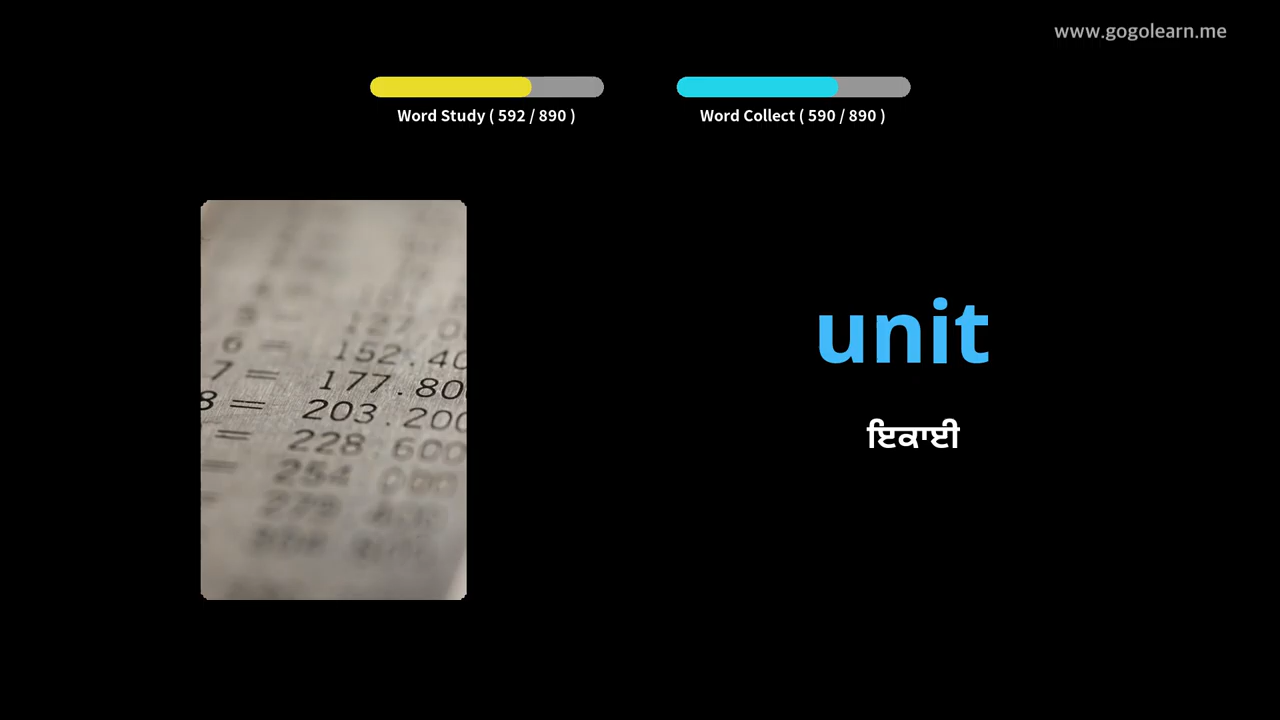 www.gogolearn.me
Word Study ( 592 / 890 )
Word Collect ( 590 / 890 )
6 = 152.40
7 = 177.80
8 = 203.200
= 228.600
= 254 000
unit
ਇਕਾਈ